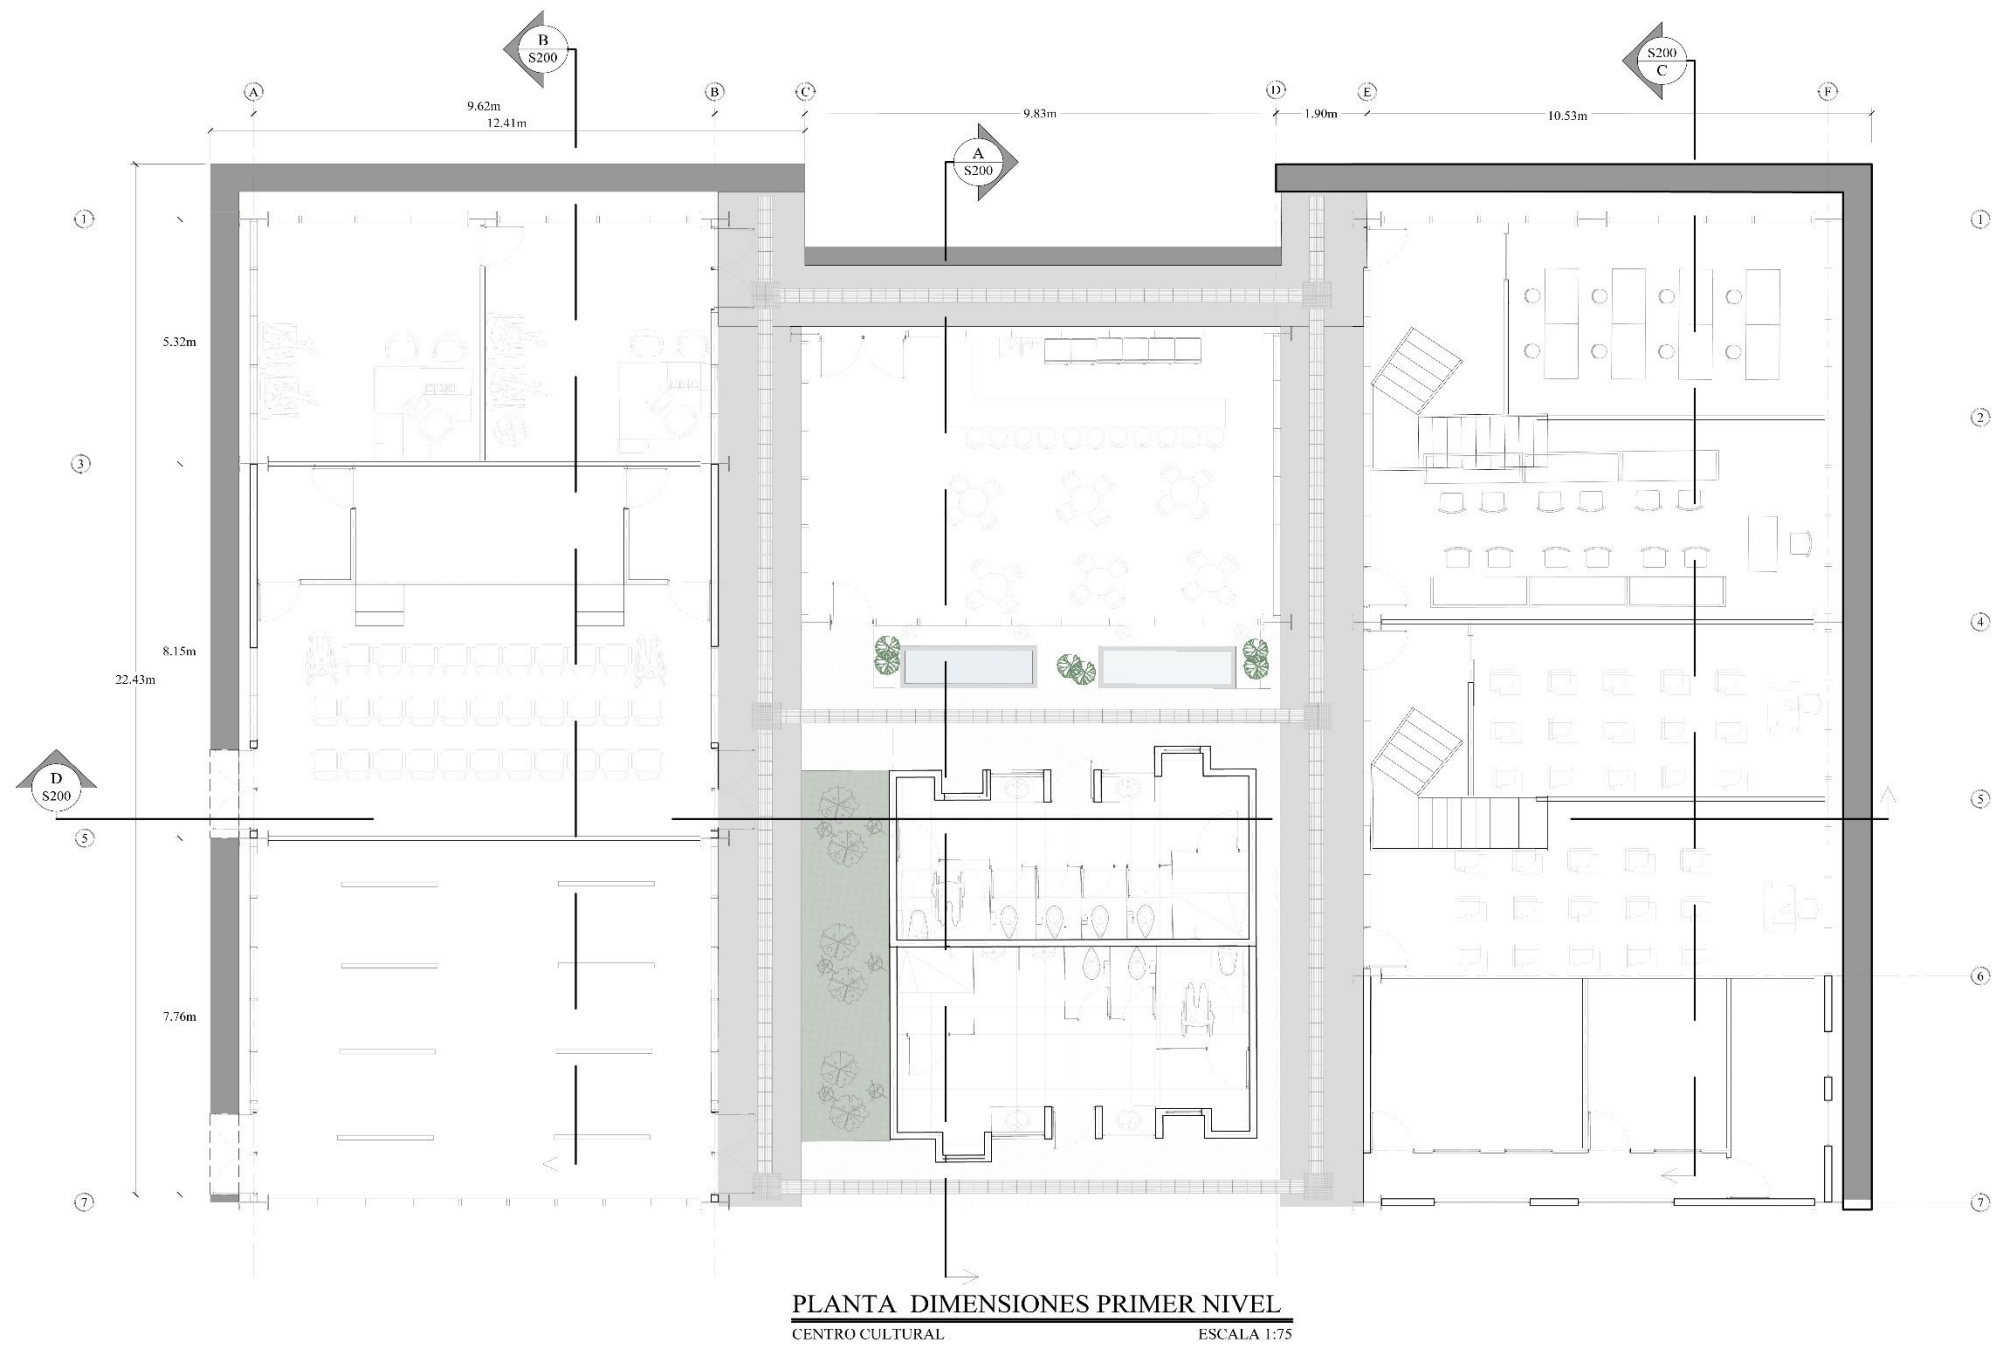 B
S200
S200
C
A
B
C
D
E
F
9.62m
12.41m
9.83m
1.90m
10.53m
A
S200
1
1
5.32m
2
3
4
8.15m
22.43m
D
S200
5
5
6
7.76m
7
7
PLANTA DIMENSIONES PRIMER NIVEL
CENTRO CULTURAL
ESCALA 1:75